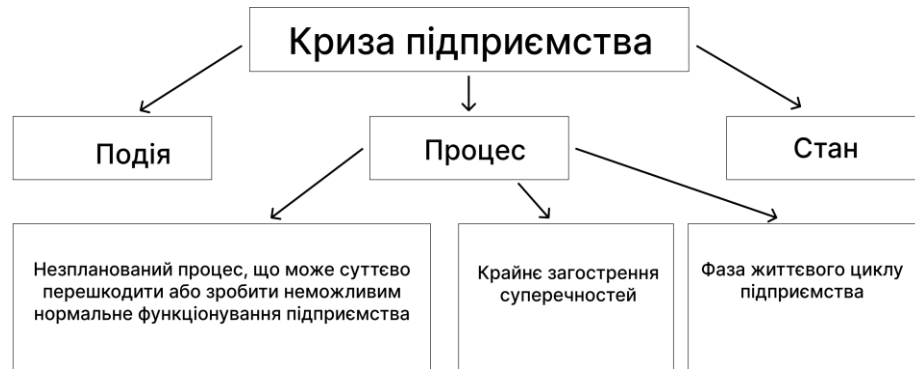 Криза підприємства
Подія
Процес
Стан
Незпланований процес, що може суттєво
перешкодити або зробити неможливим
нормальне функціонування підприємства
Крайнє загострення
суперечностей
Фаза життєвого циклу
підприємства